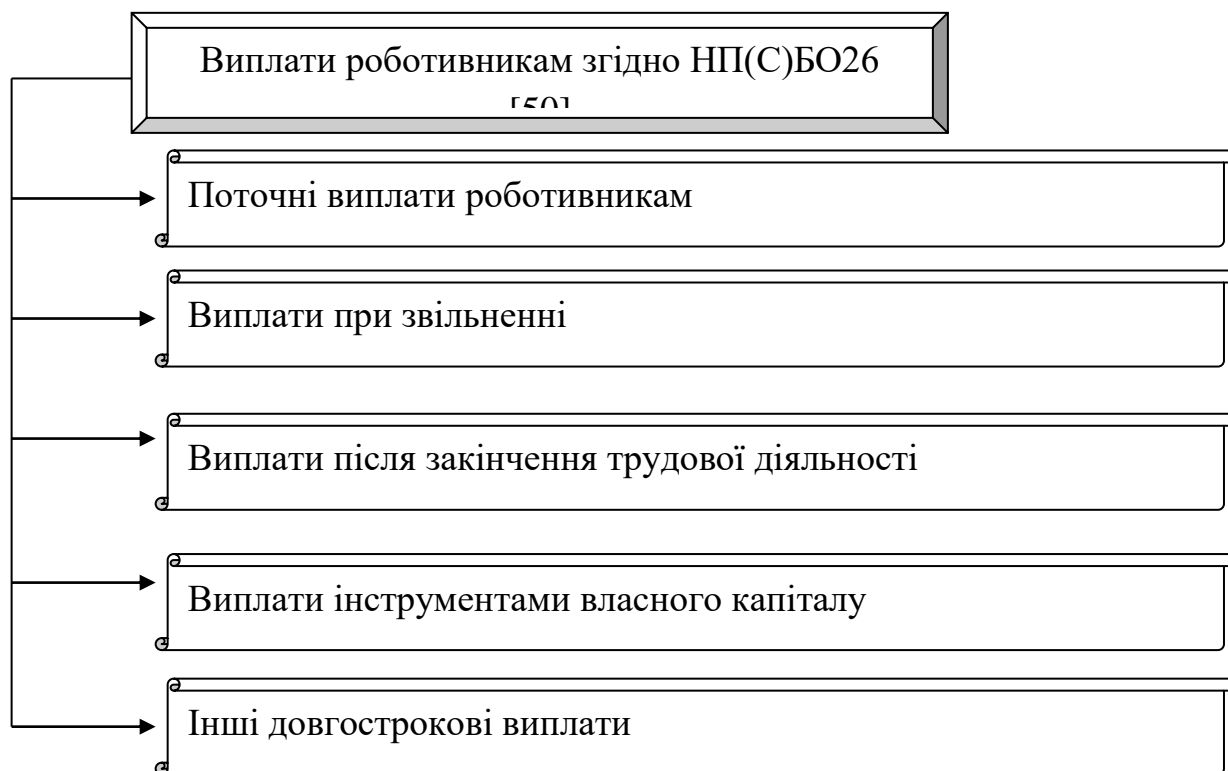 Виплати роботивникам згідно НП(С)БО26
[50]
Поточні виплати роботивникам
Виплати при звільненні
Виплати після закінчення трудової діяльності
Виплати інструментами власного капіталу
Інші довгострокові виплати